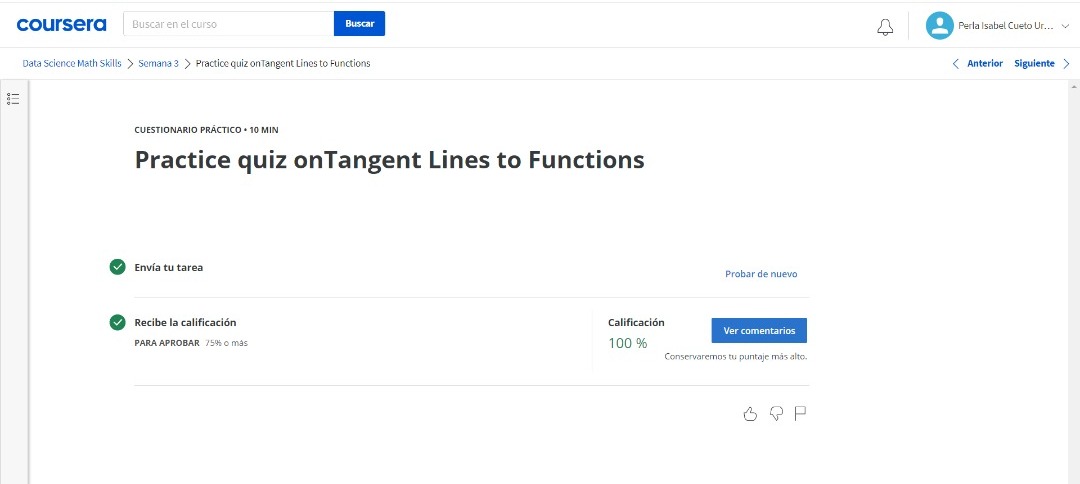 coursera
Buscar en el curso
Buscar
Perla Isabel Cueto Ur...
Data Science Math Skills > Semana 3 > Practice quiz onTangent Lines to Functions
< Anterior Siguiente >
CUESTIONARIO PRÁCTICO • 10 MIN
Practice quiz onTangent Lines to Functions
Envía tu tarea
Probar de nuevo
Recibe la calificación
PARA APROBAR 75% o más
Calificación
100 %
Ver comentarios
Conservaremos tu puntaje más alto.